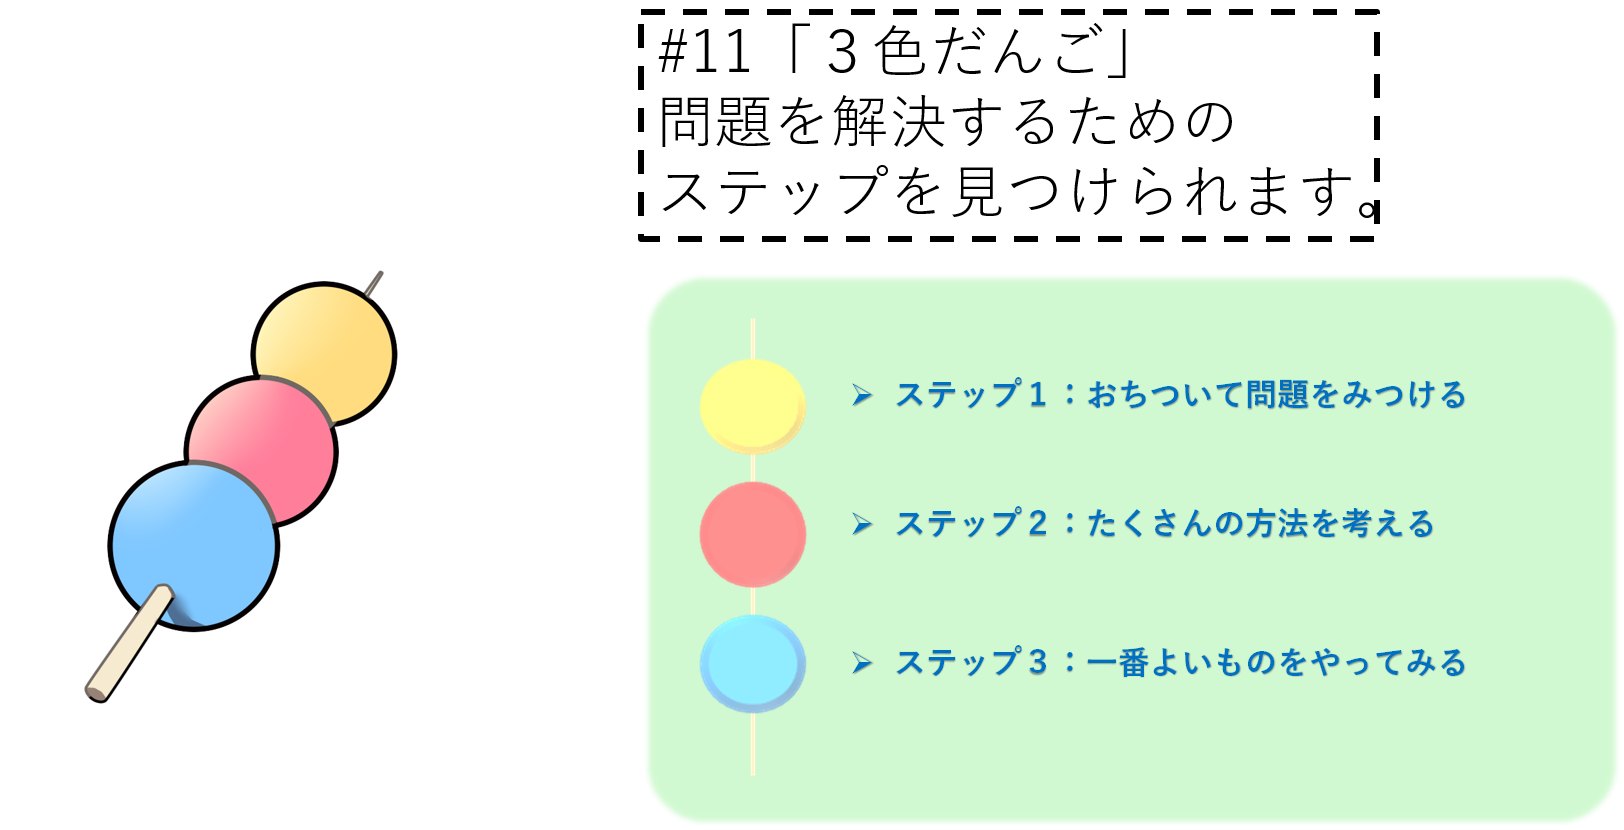 #11「３色だんご」
問題を解決するための
ステップを見つけられます。
ステップ１：おちついて問題をみつける
ステップ２：たくさんの方法を考える
ステップ３：一番よいものをやってみる